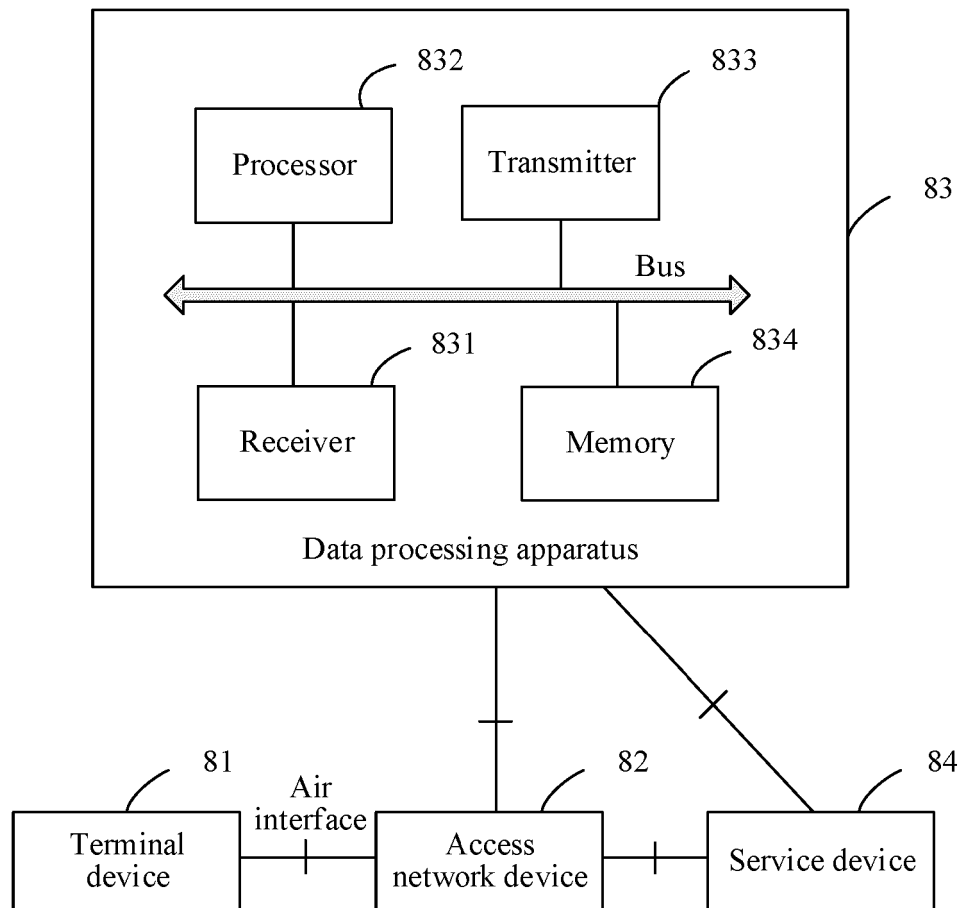 832
833
Processor
Transmitter
83
Bus
831
834
Receiver
Memory
Data processing apparatus
81
82
84
Air
interface
Terminal
device
Access
network device
Service device